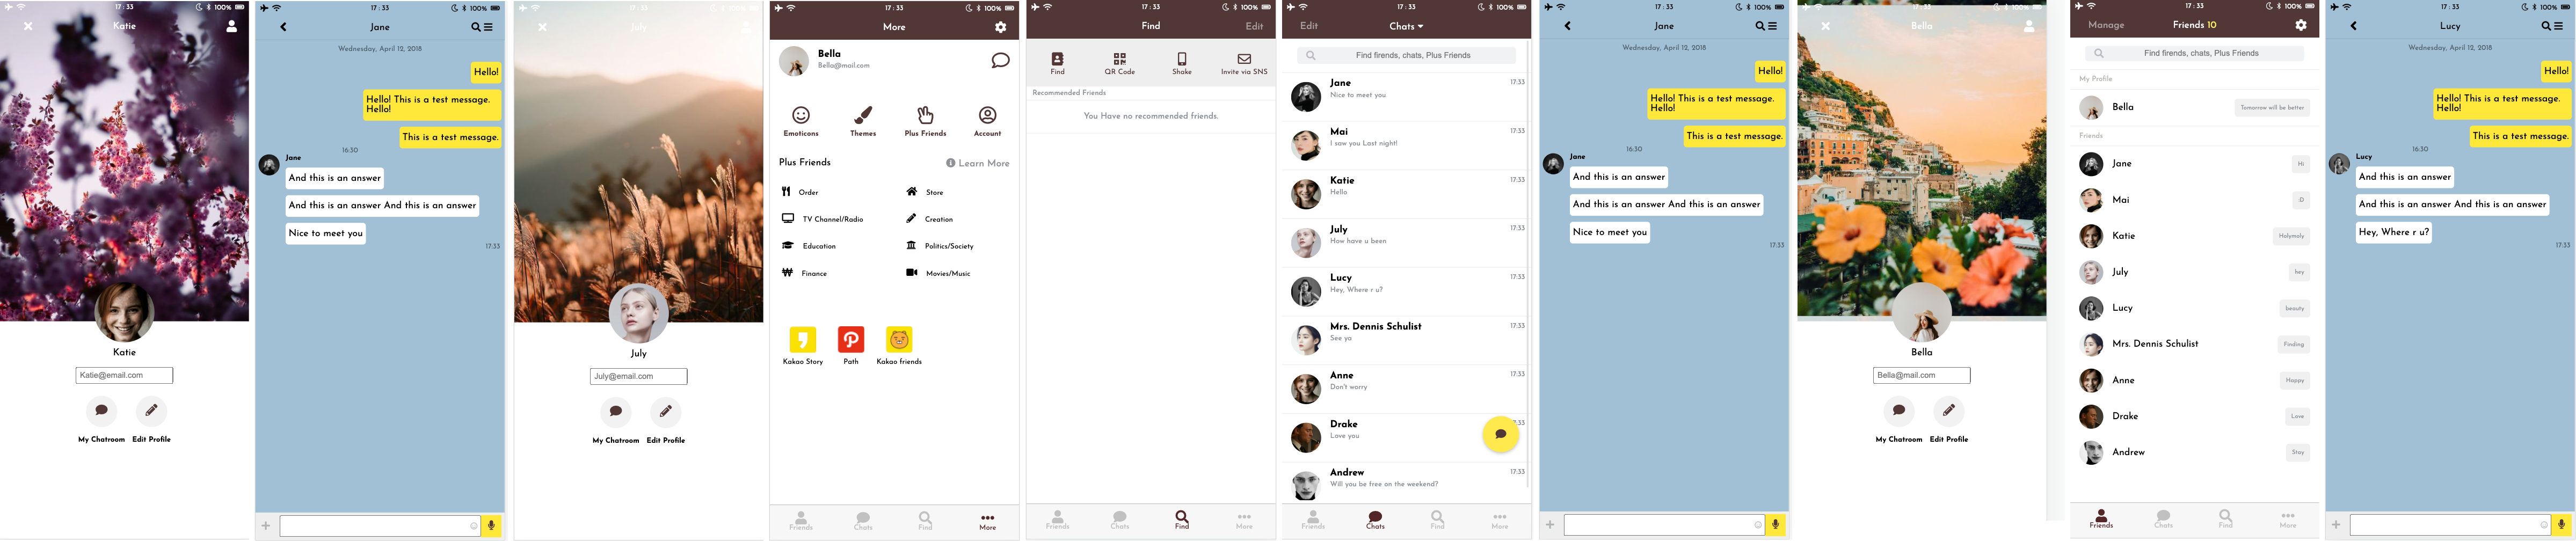 17 : 33
100%
Katie
Katie
Katie@email.com
My Chatroom Edit Profile
17 : 33
100%
Jane
Wednesday, April 12, 2018
Hello!
Hello! This is a test message.
Hello!
This is a test message.
16:30
Jane
And this is an answer
And this is an answer And this is an answer
Nice to meet you
17:33
17 : 33
100%
July
July
July@email.com
My Chatroom Edit Profile
17 : 33
100%
More
Bella
Bella@mail.com
Emoticons Themes Plus Friends Account
Plus Friends Learn More
Order Store
TV Channel/Radio Creation
Education Politics/Society
Finance Movies/Music
Kakao Story Path Kakao friends
Friends Chats Find More
17 : 33
100%
Find Edit
Find QR Code Shake Invite via SNS
Recommended Friends
You Have no recommended friends.
Friends Chats Find More
17 : 33
100%
Edit Chats
Find firends, chats, Plus Friends
Jane 17:33
Nice to meet you
Mai 17:33
I saw you Last night!
Katie 17:33
Hello
July 17:33
How have u been
Lucy 17:33
Hey, Where r u?
Mrs. Dennis Schulist 17:33
See ya
Anne 17:33
Don't worry
Drake :33
Love you
Andrew 17:33
Will you be free on the weekend?
Friends Chats Find More
17 : 33
100%
Jane
Wednesday, April 12, 2018
Hello!
Hello! This is a test message.
Hello!
This is a test message.
16:30
Jane
And this is an answer
And this is an answer And this is an answer
Nice to meet you
17:33
17 : 33
100%
Bella
Bella
Bella@mail.com
My Chatroom Edit Profile
17 : 33
100%
Manage Friends 10
Find firends, chats, Plus Friends
My Profile
Bella Tomorrow will be better
Friends
Jane Hi
Mai :D
Katie Holymoly
July hey
Lucy beauty
Mrs. Dennis Schulist Finding
Anne Happy
Drake Love
Andrew Stay
Friends Chats Find More
17 : 33
100%
Lucy
Wednesday, April 12, 2018
Hello!
Hello! This is a test message.
Hello!
This is a test message.
16:30
Lucy
And this is an answer
And this is an answer And this is an answer
Hey, Where r u?
17:33